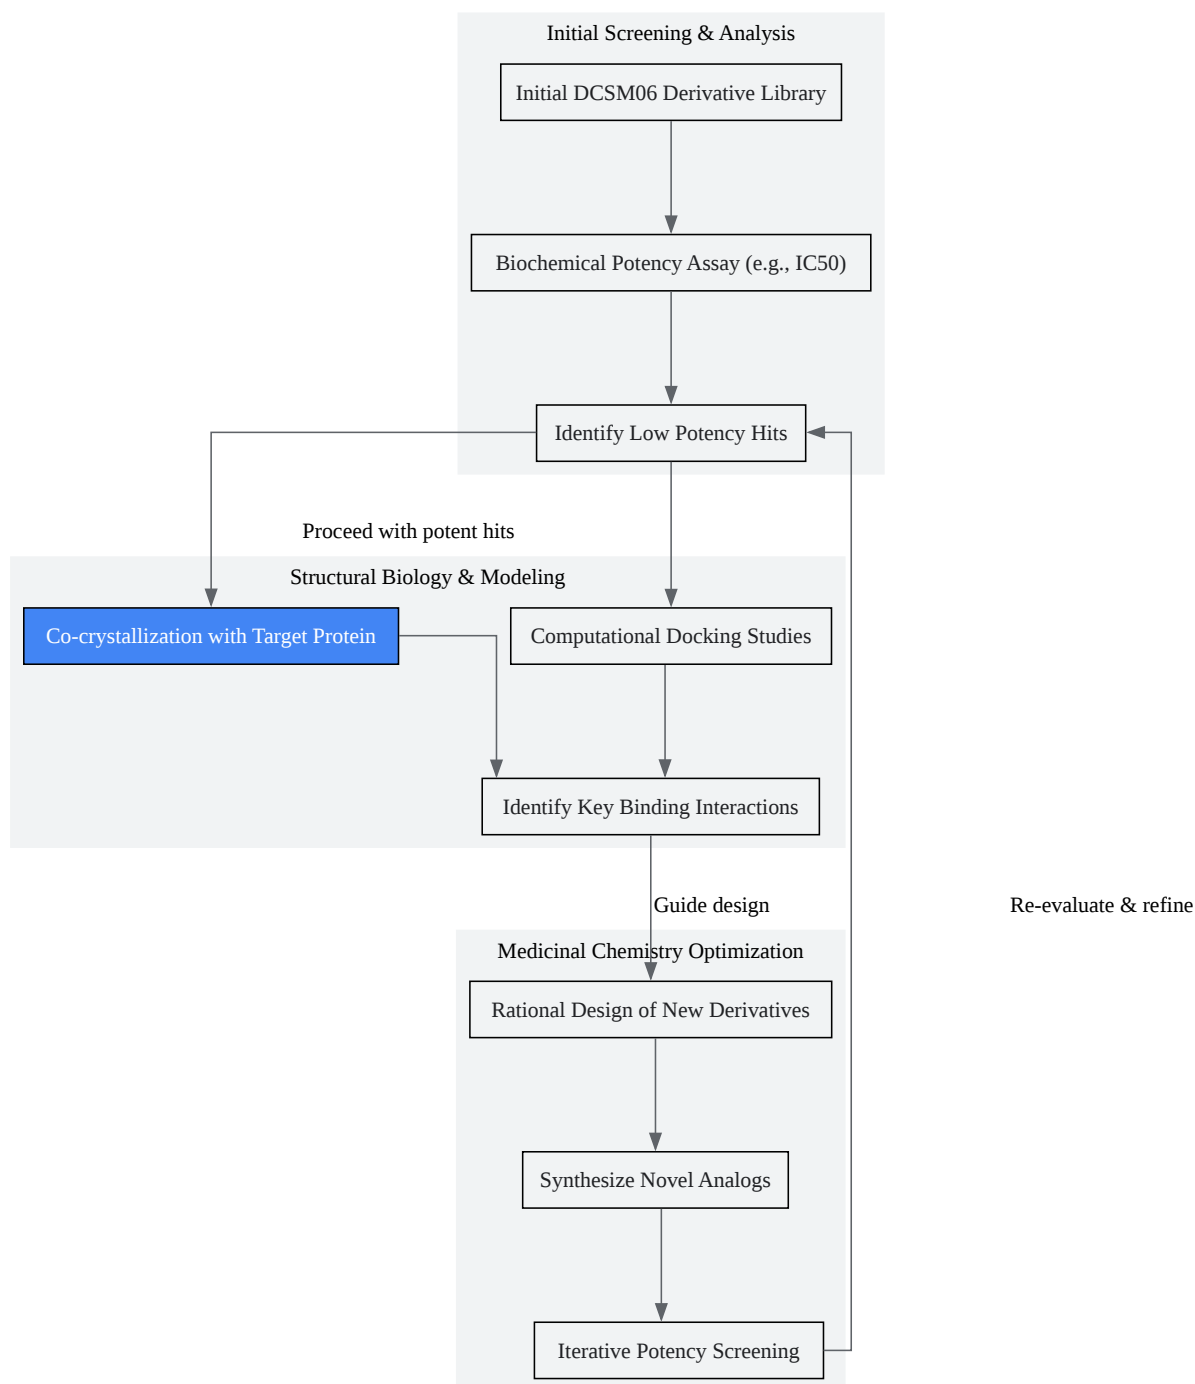 Initial Screening & Analysis
Initial DCSM06 Derivative Library
Biochemical Potency Assay (e.g., IC50)
Identify Low Potency Hits
Proceed with potent hits
Structural Biology & Modeling
Co-crystallization with Target Protein
Computational Docking Studies
Identify Key Binding Interactions
Guide design
Re-evaluate & refine
Medicinal Chemistry Optimization
Rational Design of New Derivatives
Synthesize Novel Analogs
Iterative Potency Screening